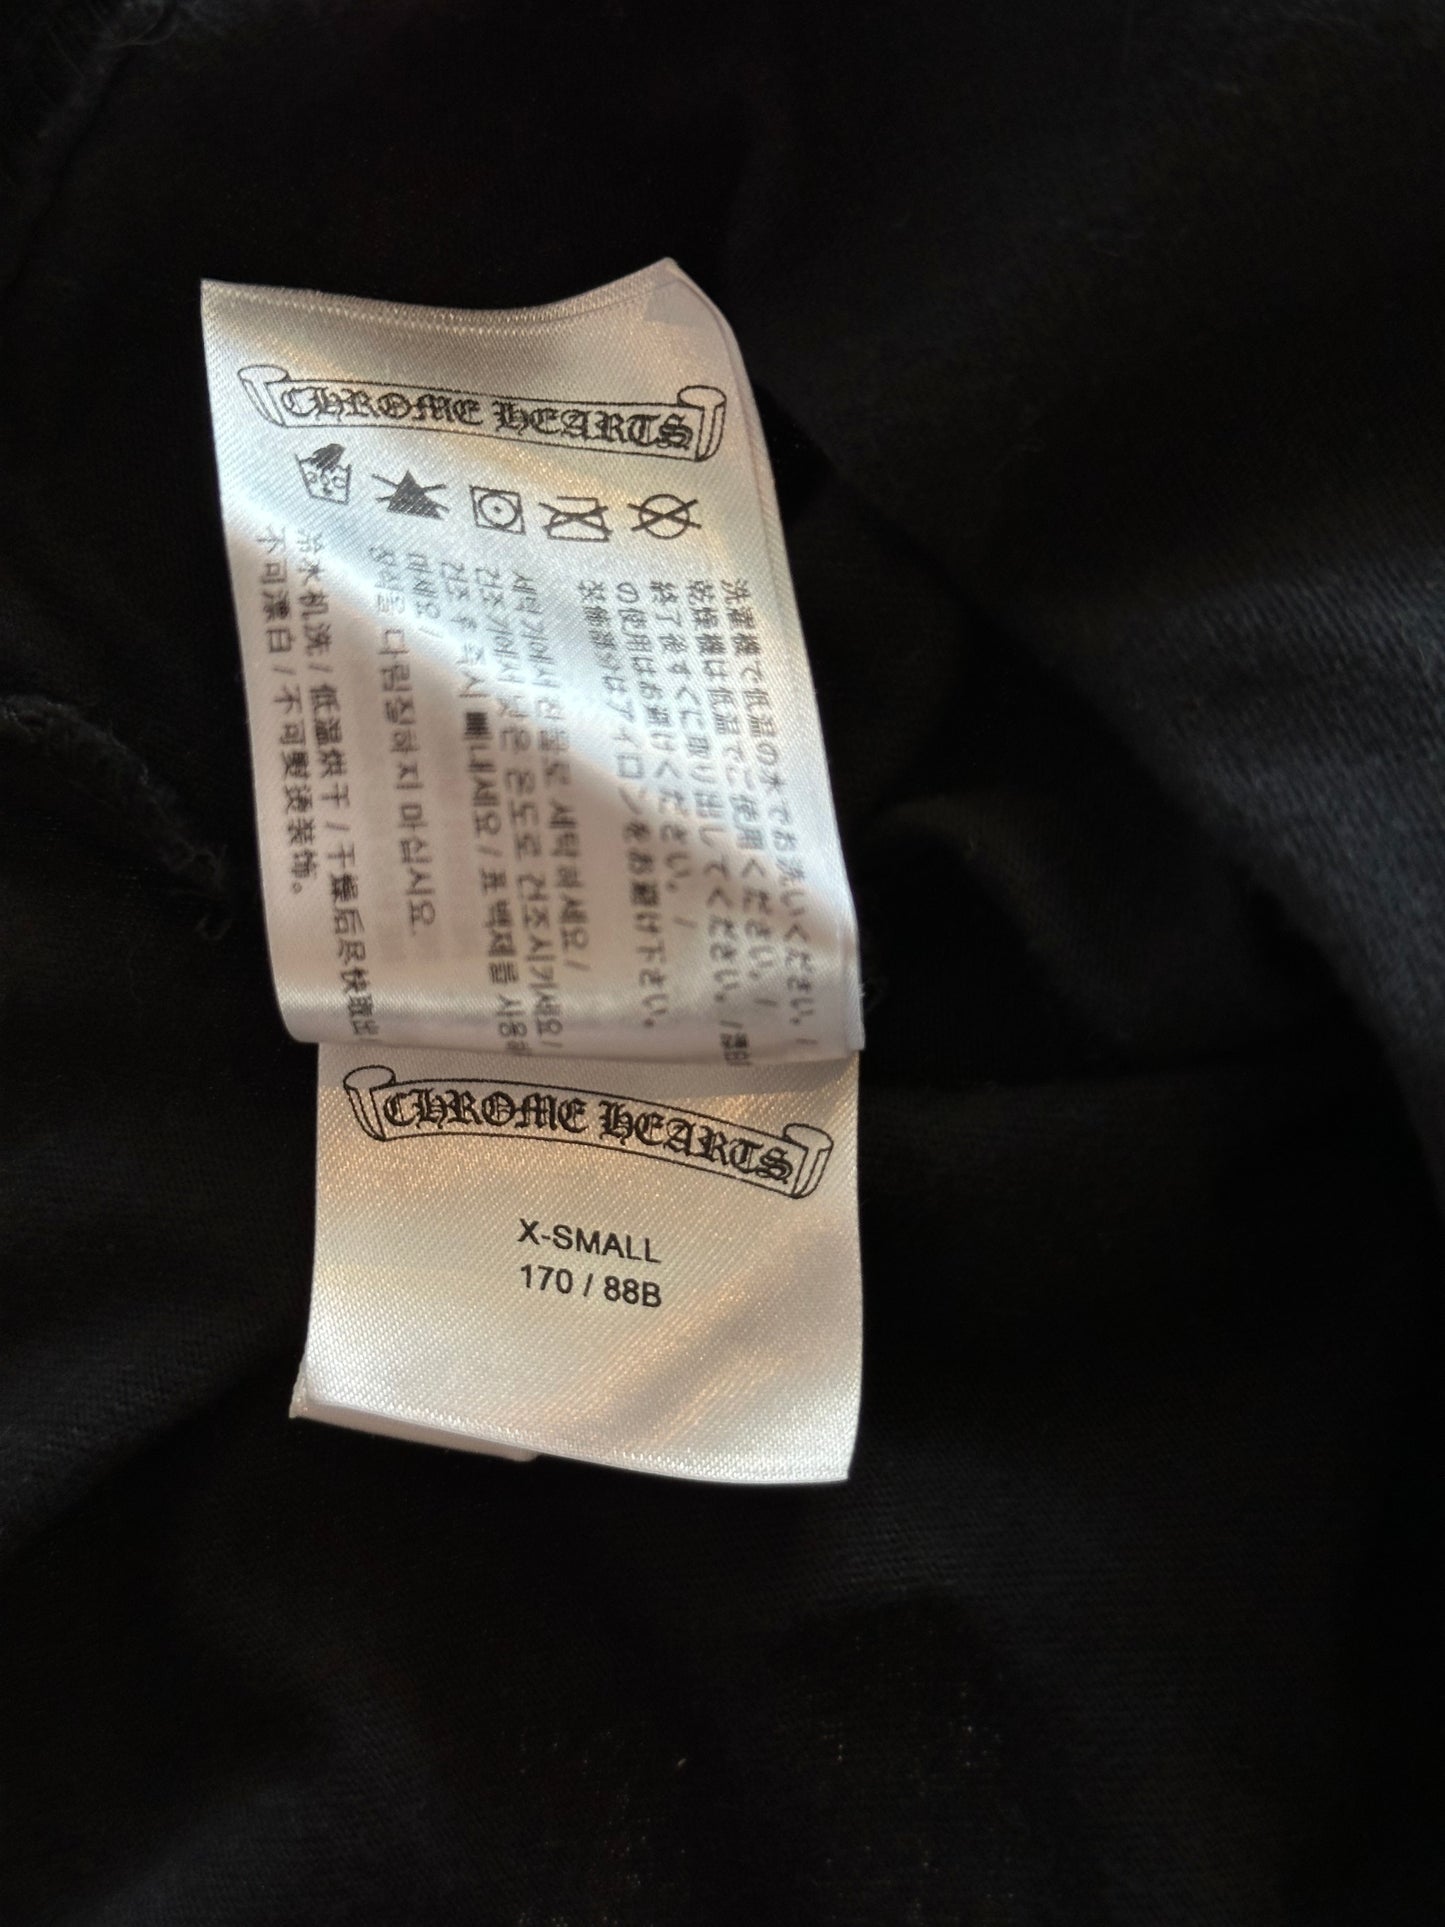 CHROME HEARTS
洗濯機で低温の水でお洗いください。/
乾燥機は低温でご使用ください。/
終了後すぐに取り出してください。/漂白
の使用はお避けください。/
装飾部分はアイロンをお避け下さい。
세탁기에서 찬물로 세탁하세요/
건조기에서 낮은 온도로 건조시키세요/
건조 후 즉시 빼내세요/표백제를 사용하
마세요/
장식을 다림질하지 마십시요.
冷水机洗/低温烘干/干燥后尽快取出
不可漂白/不可熨烫装饰。
CHROME HEARTS
X-SMALL
170 / 88B